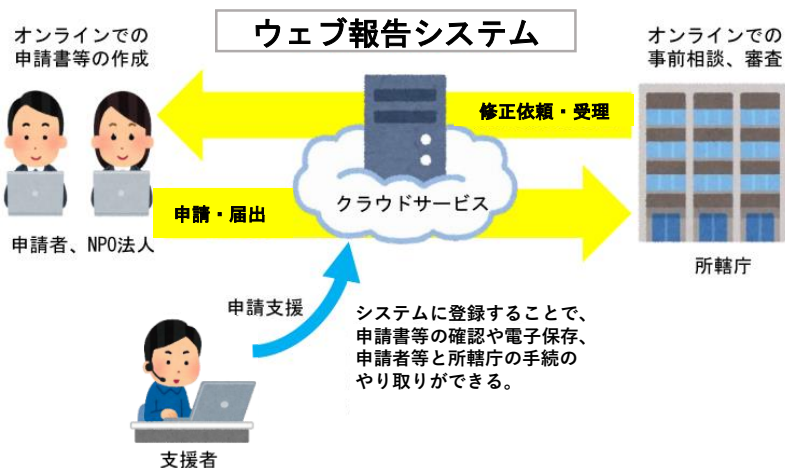 ウェブ報告システム
オンラインでの
申請書等の作成
オンラインでの
事前相談、審査
修正依頼・受理
クラウドサービス
申請・届出
申請者、NPO法人
所轄庁
申請支援
システムに登録することで、
申請書等の確認や電子保存、
申請者等と所轄庁の手続の
やり取りができる。
支援者